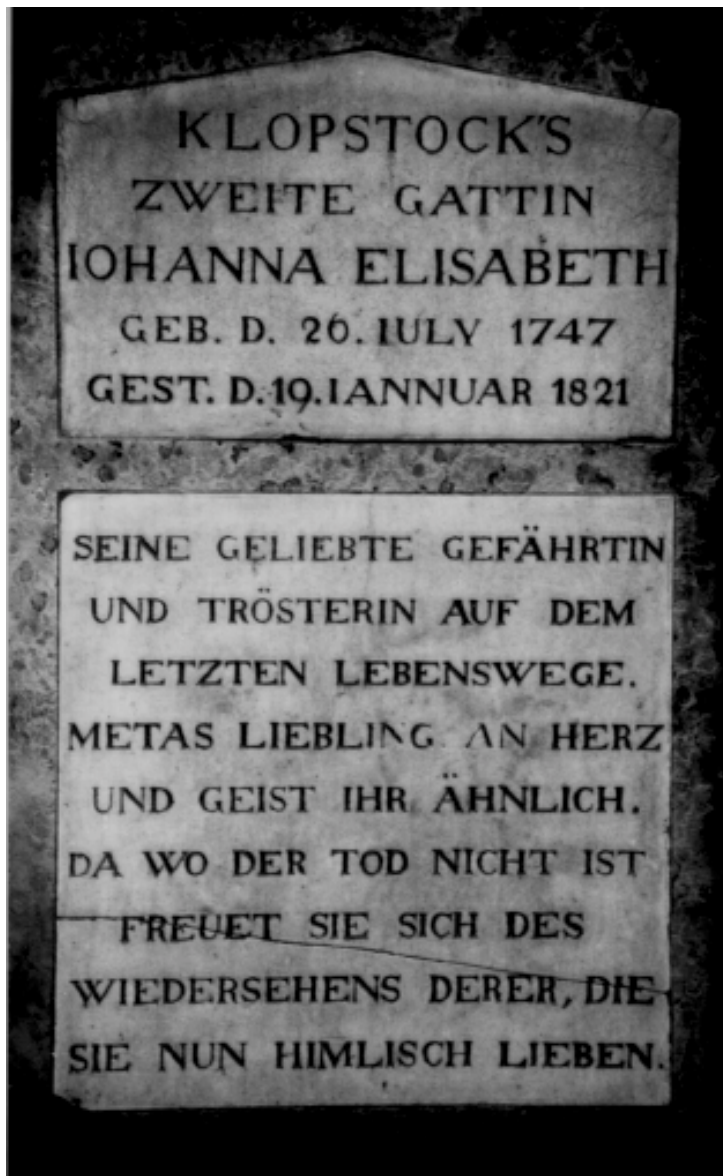 KLOPSTOCK'S
ZWEITE GATTIN
IOHANNA ELISABETH
GEB. D. 26. IULY 1747
GEST. D. 19. IANNUAR 1821
SEINE GELIEBTE GEFÄHRTIN
UND TRÖSTERIN AUF DEM
LETZTEN LEBENSWEGE.
METAS LIEBLING AN HERZ
UND GEIST IHR ÄHNLICH.
DA WO DER TOD NICHT IST
FREUET SIE SICH DES
WIEDERSEHENS DERER, DIE
SIE NUN HIMLISCH LIEBEN.